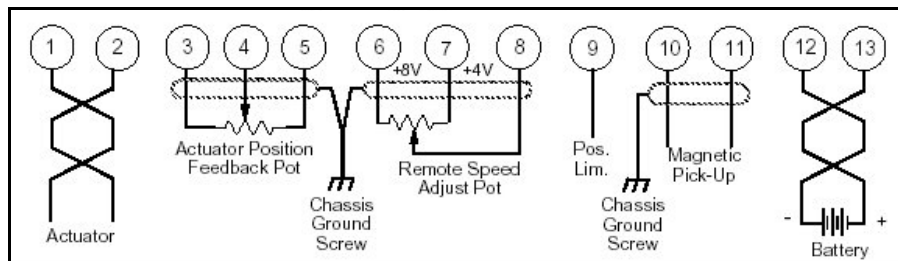 1 2 3 4 5 6 7 8 9 10 11 12 13
+8V +4V
Actuator Position
Feedback Pot
Remote Speed
Adjust Pot
Pos.
Lim.
Magnetic
Pick-Up
Chassis
Ground
Screw
Chassis
Ground
Screw
- +
Actuator
Battery